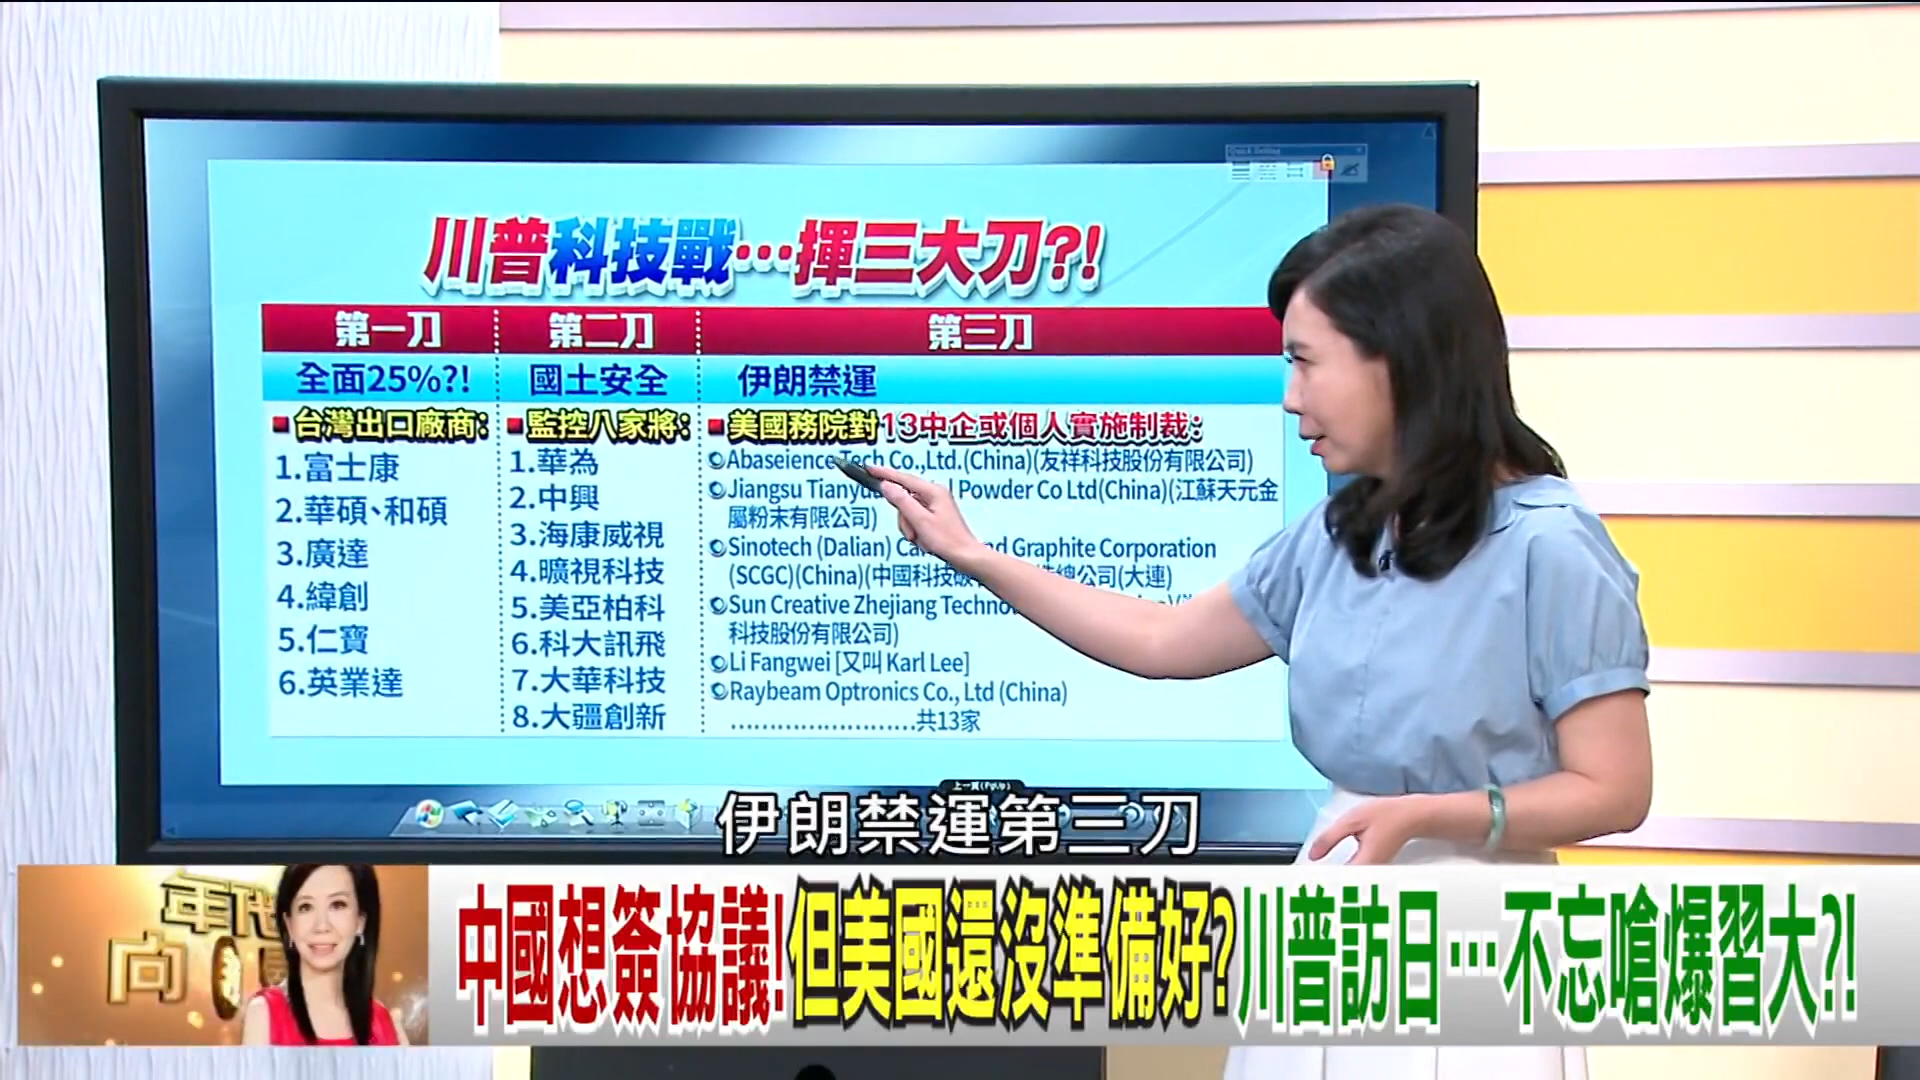 Quick Setting
川普科技戰…揮三大刀?!
第一刀
第二刀
第三刀
全面25%?!
國土安全
伊朗禁運
台灣出口廠商:
1.富士康
2.華碩、和碩
3.廣達
4.緯創
5.仁寶
6.英業達
監控八家將:
1.華為
2.中興
3.海康威視
4.曠視科技
5.美亞柏科
6.科大訊飛
7.大華科技
8.大疆創新
美國務院對13中企或個人實施制裁:
Abaseience Tech Co.,Ltd.(China)(友祥科技股份有限公司)
Jiangsu Powder Co Ltd(China)(江蘇天元金
屬粉末有限公司)
Sinotech (Dalian) Graphite Corporation
(SCGC)(China)(中國科技 總公司(大連)
Sun Creative Zhejiang
科技股份有限公司)
Li Fangwei [又叫 Karl Lee]
Raybeam Optronics Co., Ltd (China)
........................共13家
上一頁(PgUp)
伊朗禁運第三刀
年代
向
中國想簽協議!但美國還沒準備好?川普訪日…不忘嗆爆習大?!